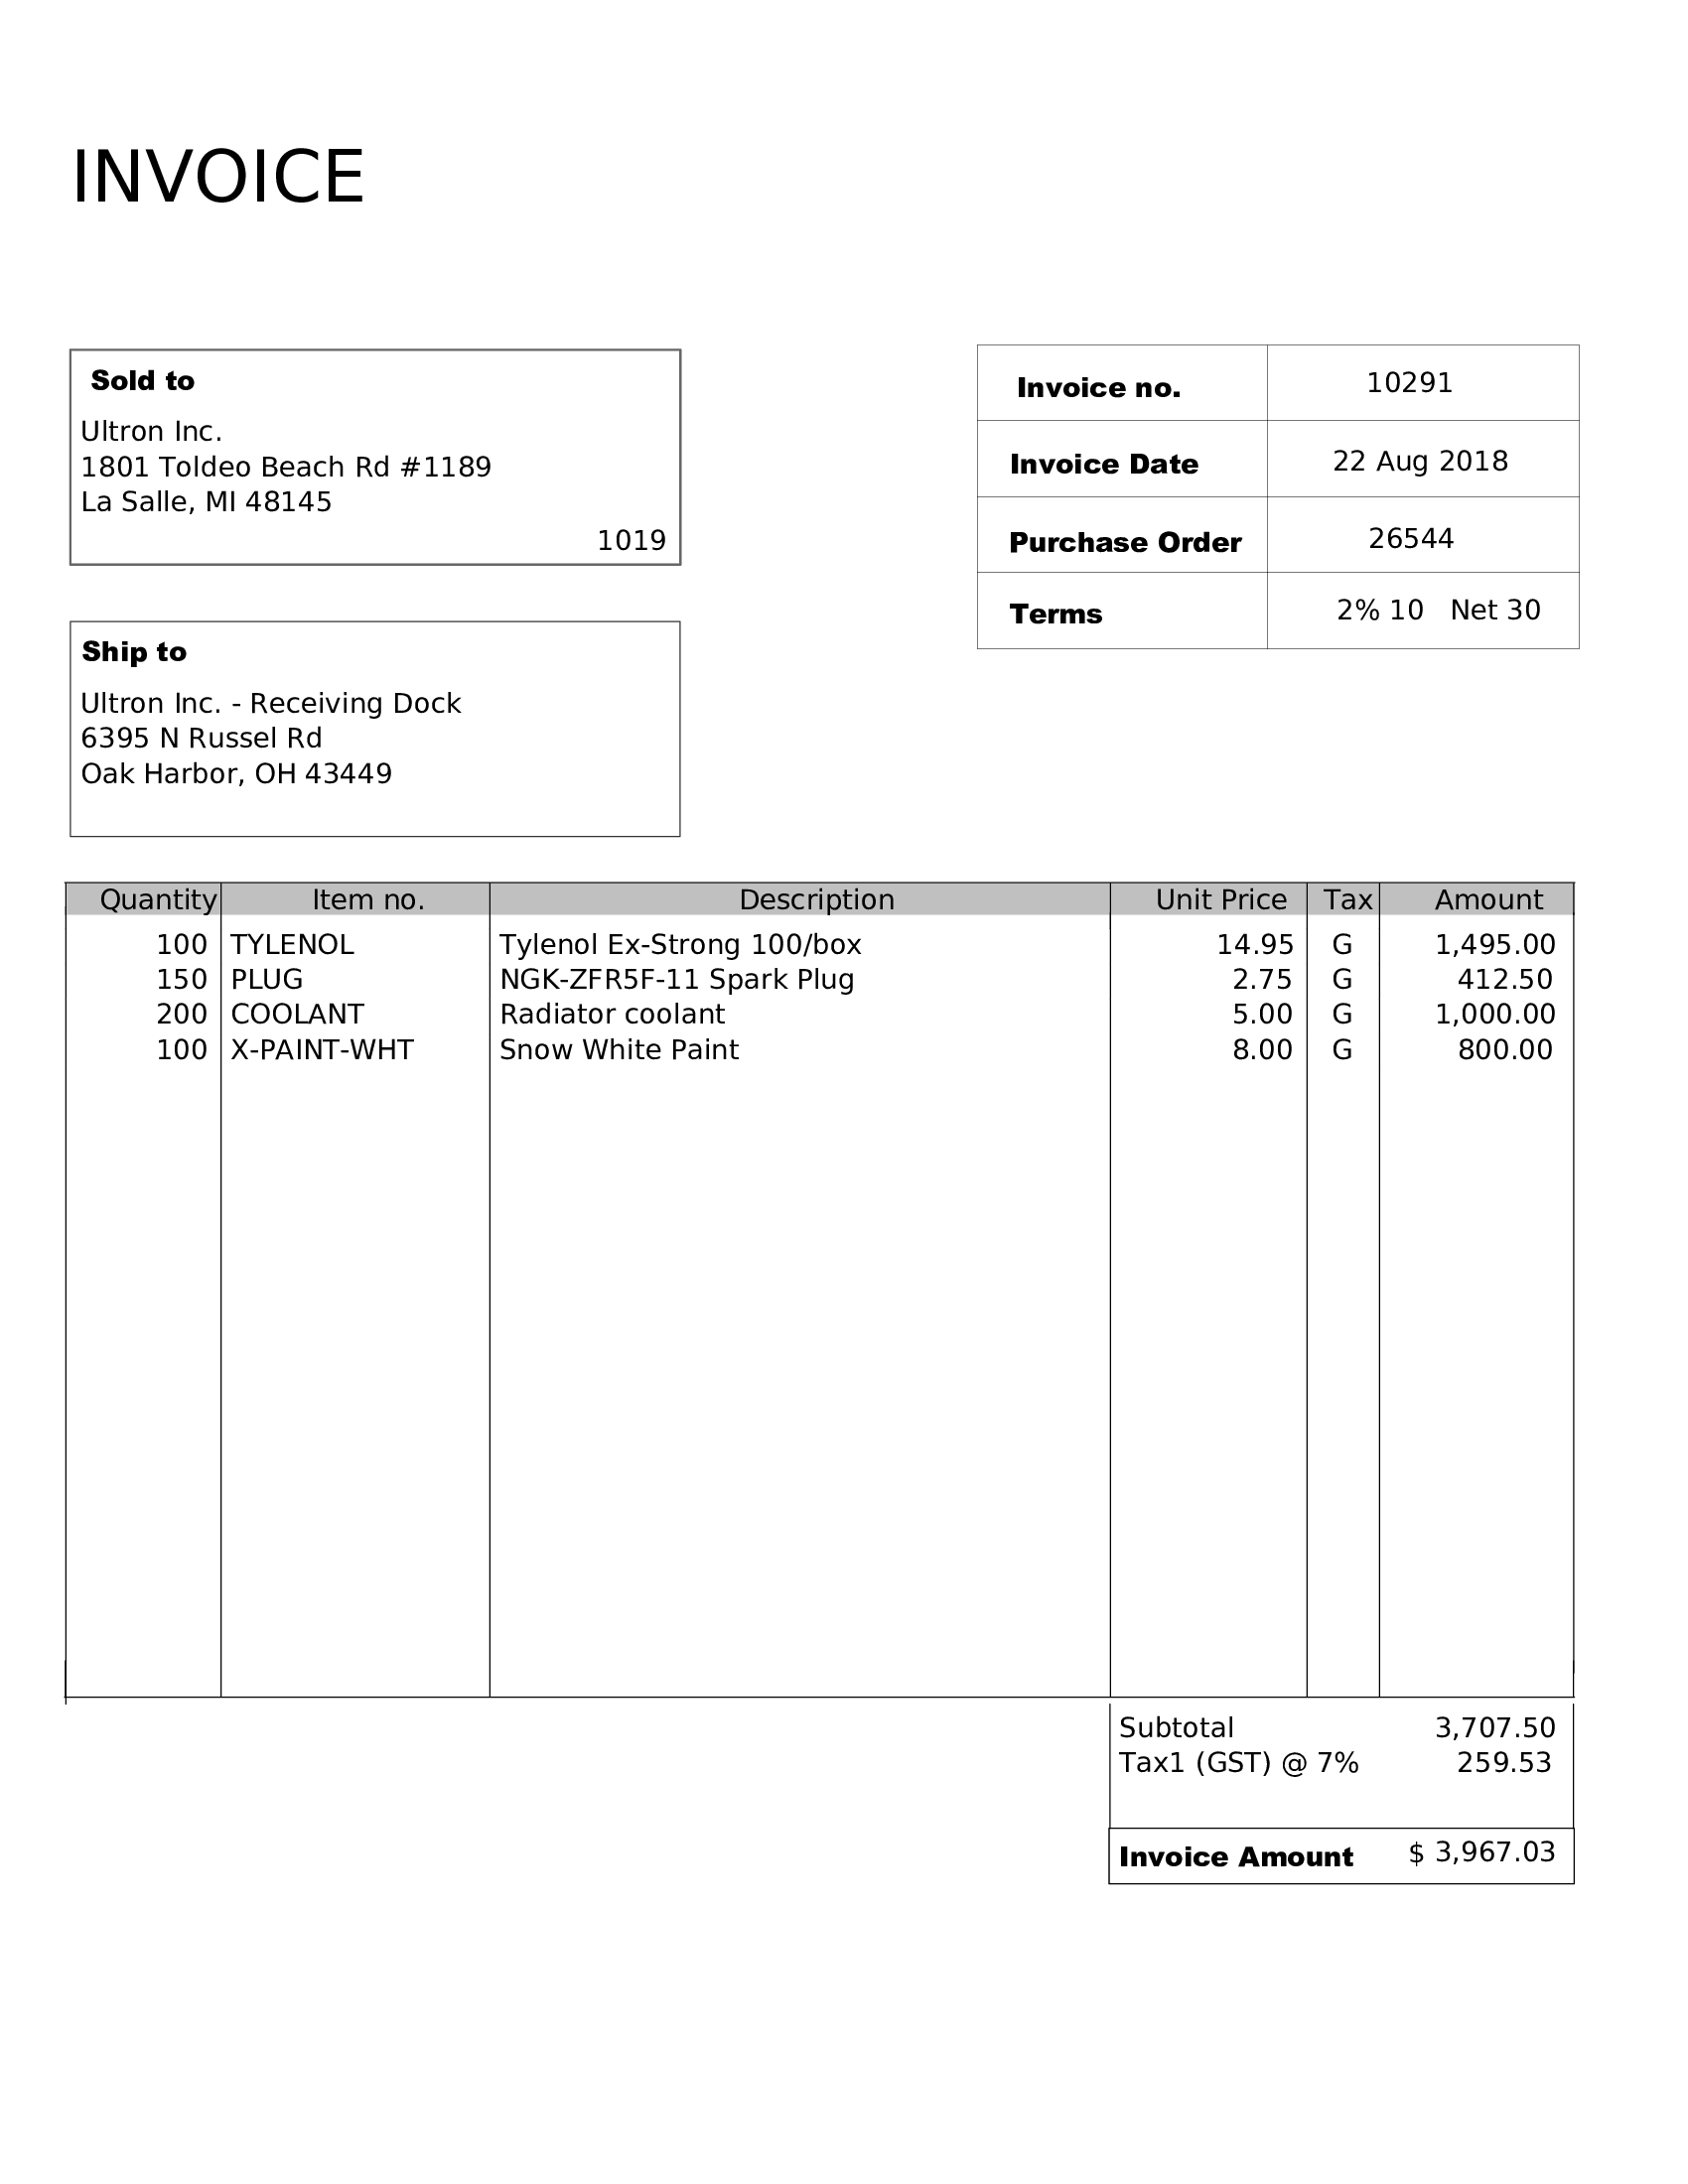 INVOICE
Sold to
Ultron Inc.
1801 Toldeo Beach Rd #1189
La Salle, MI 48145
1019
Invoice no. 10291
Invoice Date 22 Aug 2018
Purchase Order 26544
Terms 2% 10 Net 30
Ship to
Ultron Inc. - Receiving Dock
6395 N Russel Rd
Oak Harbor, OH 43449
Quantity Item no. Description Unit Price Tax Amount
100 TYLENOL Tylenol Ex-Strong 100/box 14.95 G 1,495.00
150 PLUG NGK-ZFR5F-11 Spark Plug 2.75 G 412.50
200 COOLANT Radiator coolant 5.00 G 1,000.00
100 X-PAINT-WHT Snow White Paint 8.00 G 800.00
Subtotal 3,707.50
Tax1 (GST) @ 7% 259.53
Invoice Amount $ 3,967.03